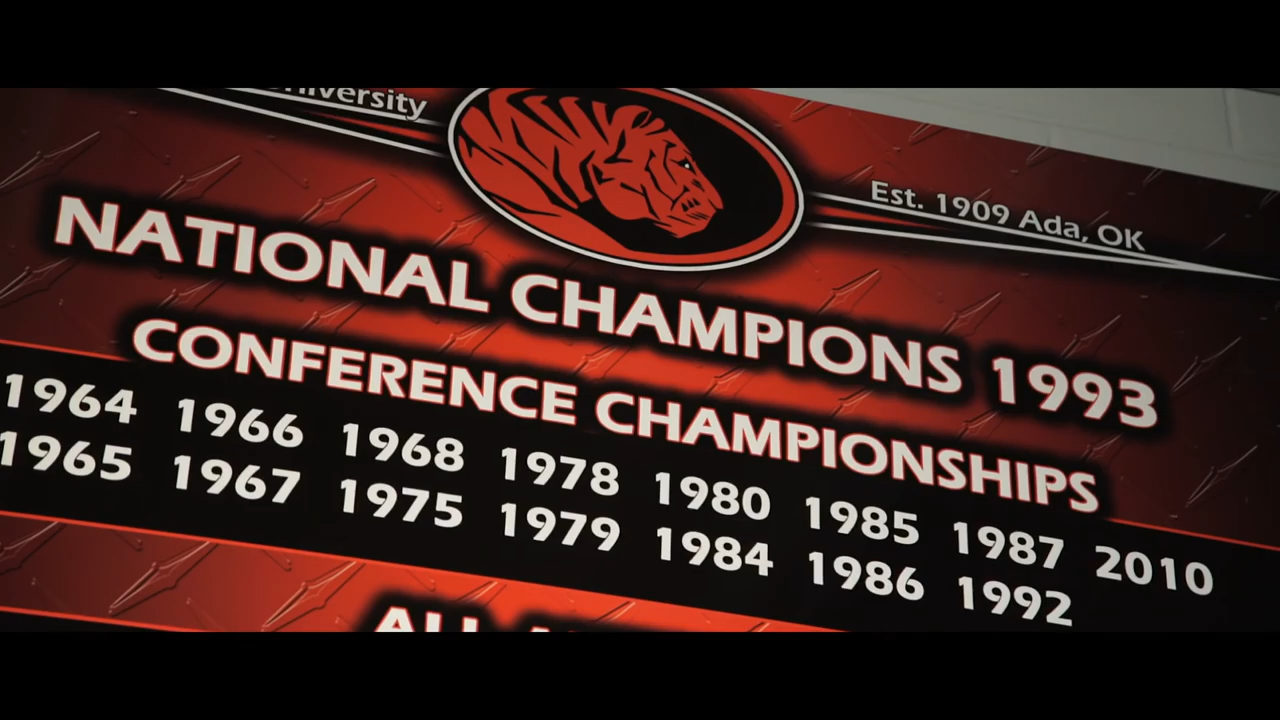 University
Est. 1909 Ada, OK
NATIONAL CHAMPIONS 1993
CONFERENCE CHAMPIONSHIPS
1964 1966 1968 1978 1980 1985 1987 2010
1965 1967 1975 1979 1984 1986 1992